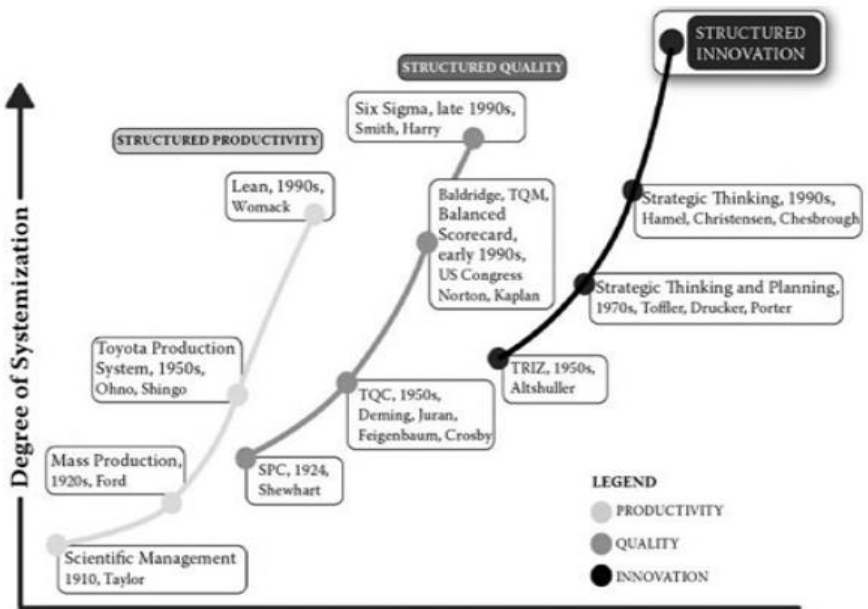 STRUCTURED
INNOVATION
STRUCTURED QUALITY
STRUCTURED PRODUCTIVITY
Degree of Systemization
Lean, 1990s,
Womack
Toyota Production
System, 1950s,
Ohno, Shingo
Mass Production,
1920s, Ford
Scientific Management
1910, Taylor
Six Sigma, late 1990s,
Smith, Harry
Baldridge, TQM,
Balanced
Scorecard,
early 1990s,
US Congress
Norton, Kaplan
TQC, 1950s,
Deming, Juran,
Feigenbaum, Crosby
SPC, 1924,
Shewhart
Strategic Thinking, 1990s,
Hamel, Christensen, Chesbrough
Strategic Thinking and Planning,
1970s, Toffler, Drucker, Porter
TRIZ, 1950s,
Altshuller
LEGEND
PRODUCTIVITY
QUALITY
INNOVATION